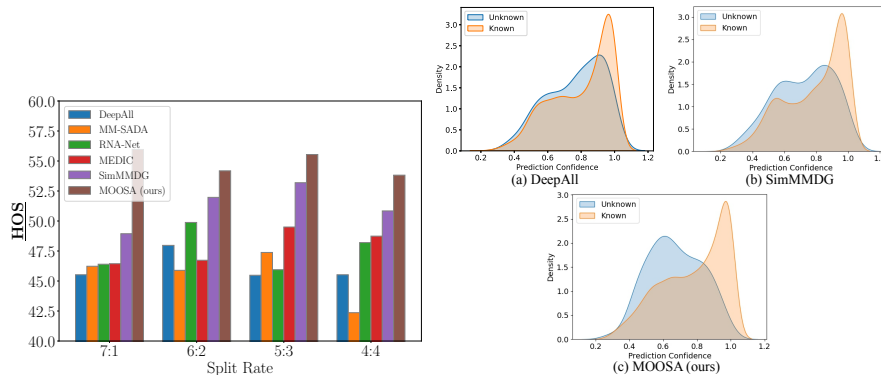 60.0
57.5
55.0
52.5
50.0
47.5
45.0
42.5
40.0
HOS
DeepAll
MM-SADA
RNA-Net
MEDIC
SimMMDG
MOOSA (ours)
7:1 6:2 5:3 4:4
Split Rate
3.0
2.5
2.0
1.5
1.0
0.5
0.0
Density
Unknown
Known
0.2 0.4 0.6 0.8 1.0 1.2
Prediction Confidence
(a) DeepAll
3.0
2.5
2.0
1.5
1.0
0.5
0.0
Density
Unknown
Known
0.2 0.4 0.6 0.8 1.0 1.2
Prediction Confidence
(b) SimMMDG
3.0
2.5
2.0
1.5
1.0
0.5
0.0
Density
Unknown
Known
0.2 0.4 0.6 0.8 1.0 1.2
Prediction Confidence
(c) MOOSA (ours)